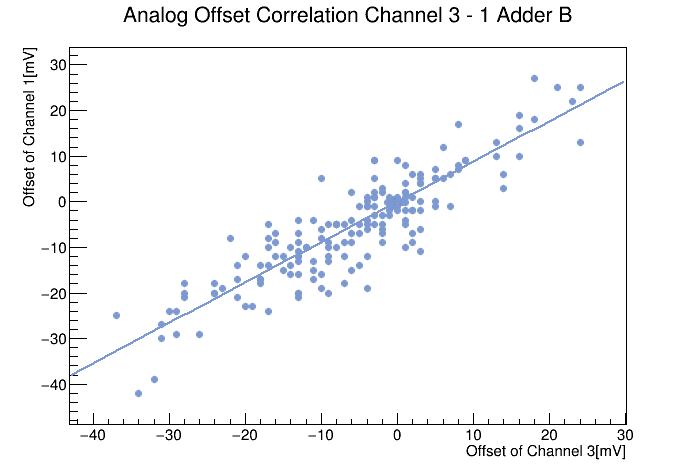 Analog Offset Correlation Channel 3 - 1 Adder B
Offset of Channel 1[mV]
30
20
10
0
−10
−20
−30
−40
−40 −30 −20 −10 0 10 20 30
Offset of Channel 3[mV]